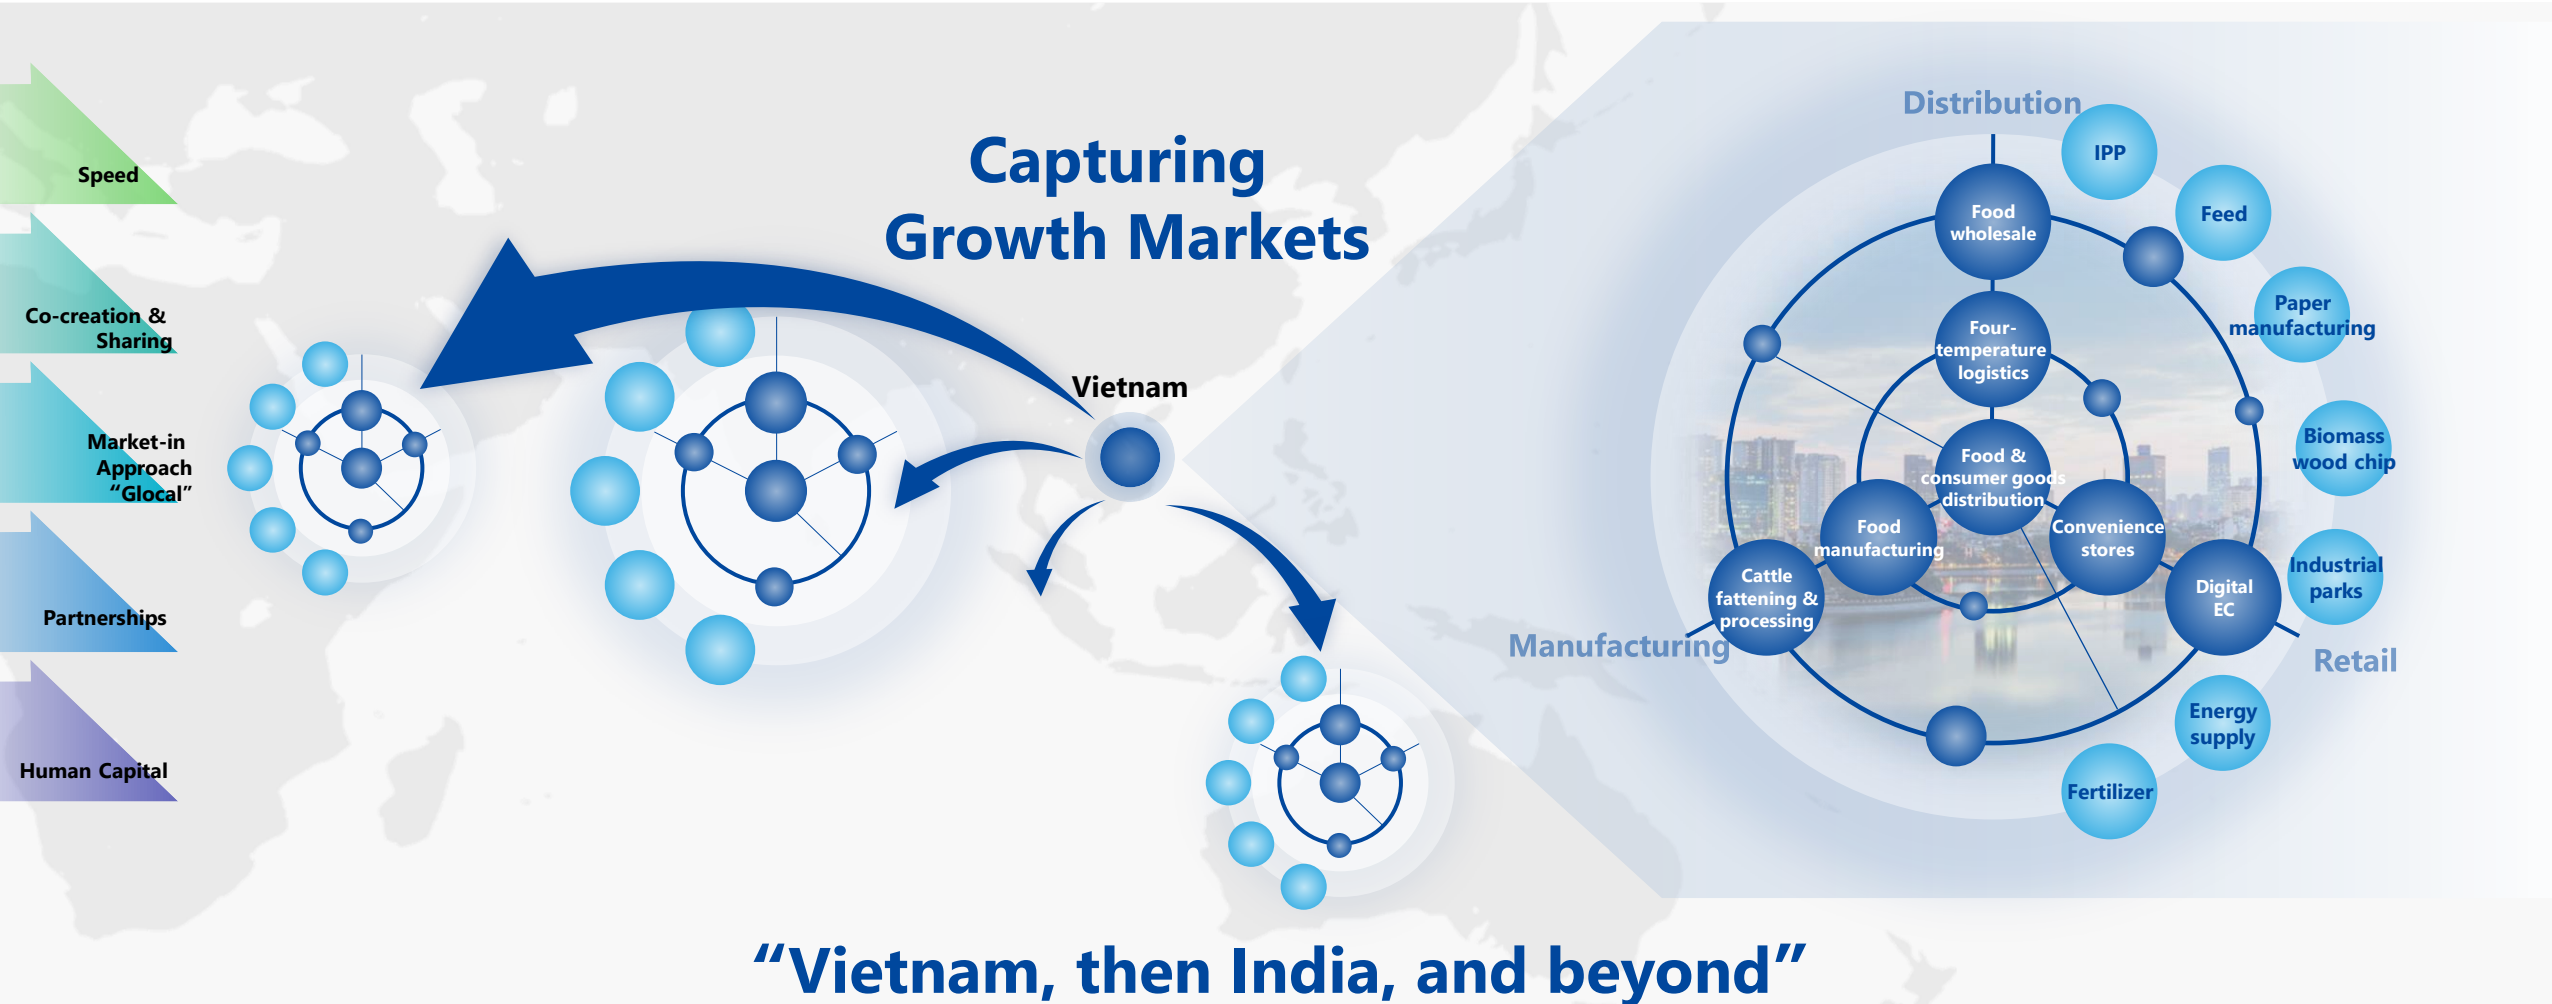 Capturing
Growth Markets
Speed
Co-creation &
Sharing
Market-in
Approach
“Glocal”
Partnerships
Human Capital
Vietnam
Distribution
Manufacturing
Retail
Food
wholesale
Four-
temperature
logistics
Food &
consumer goods
distribution
Food
manufacturing
Convenience
stores
Cattle
fattening &
processing
Digital
EC
IPP
Feed
Paper
manufacturing
Biomass
wood chip
Industrial
parks
Energy
supply
Fertilizer
“Vietnam, then India, and beyond”